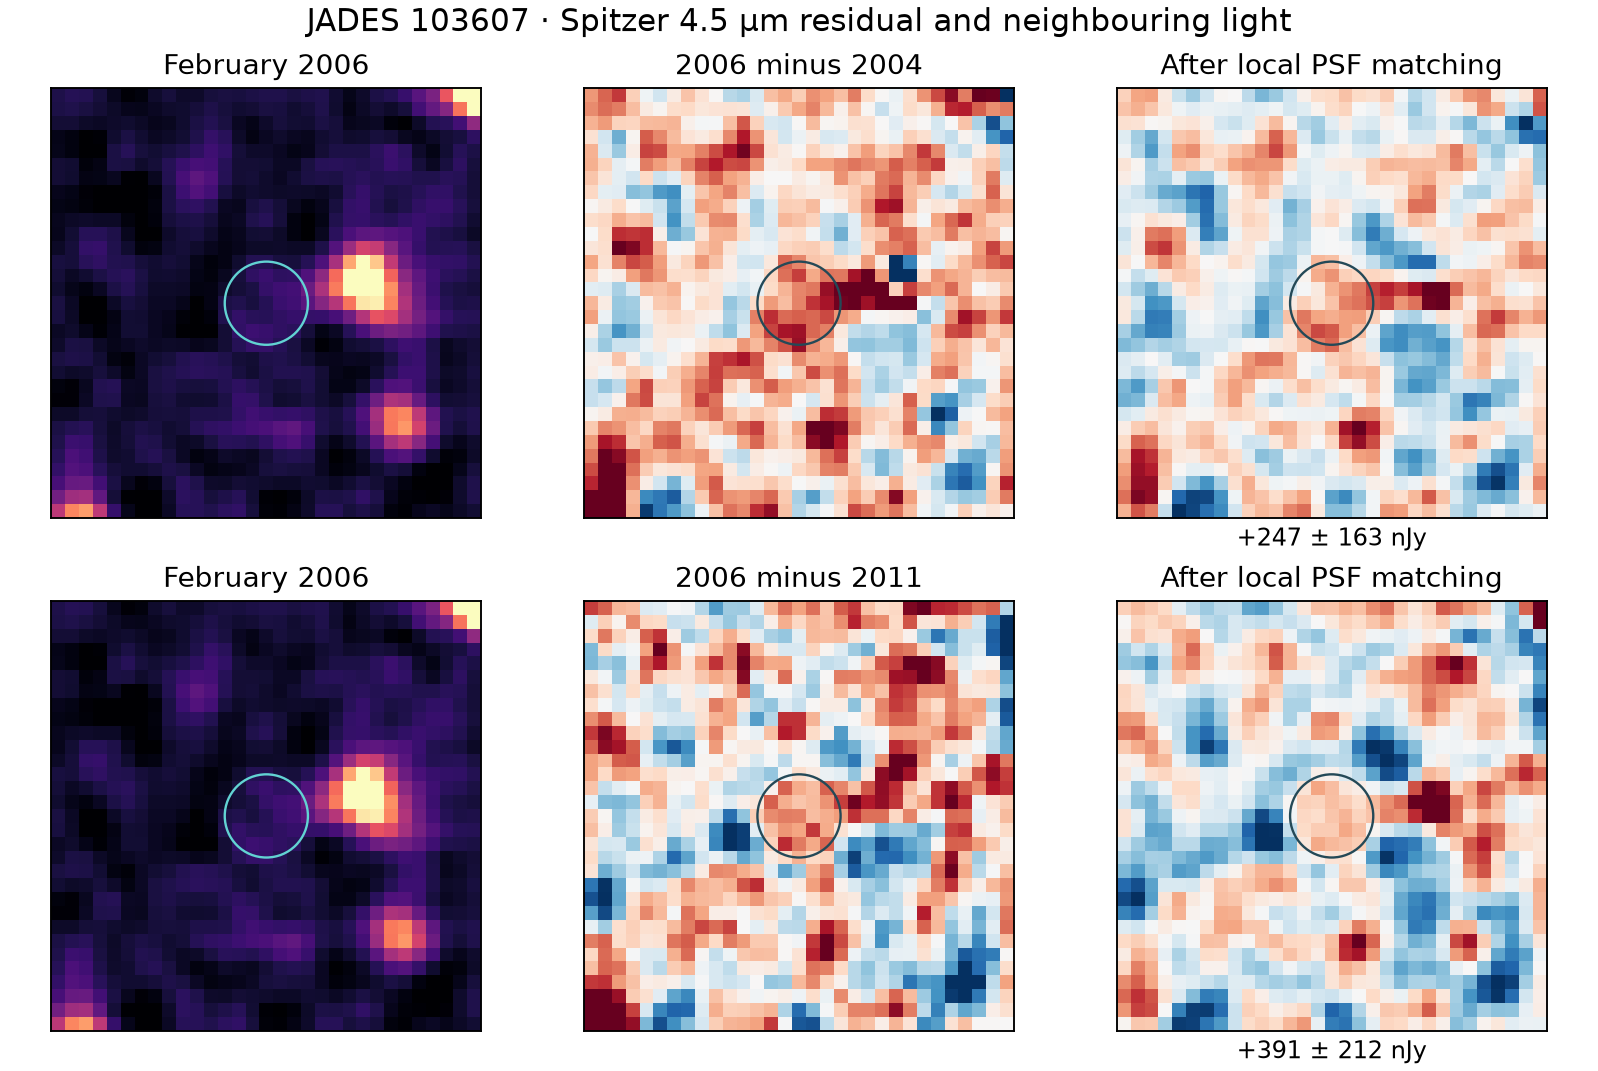 JADES 103607 · Spitzer 4.5 µm residual and neighbouring light
February 2006
2006 minus 2004
After local PSF matching
+247 ± 163 nJy
February 2006
2006 minus 2011
After local PSF matching
+391 ± 212 nJy